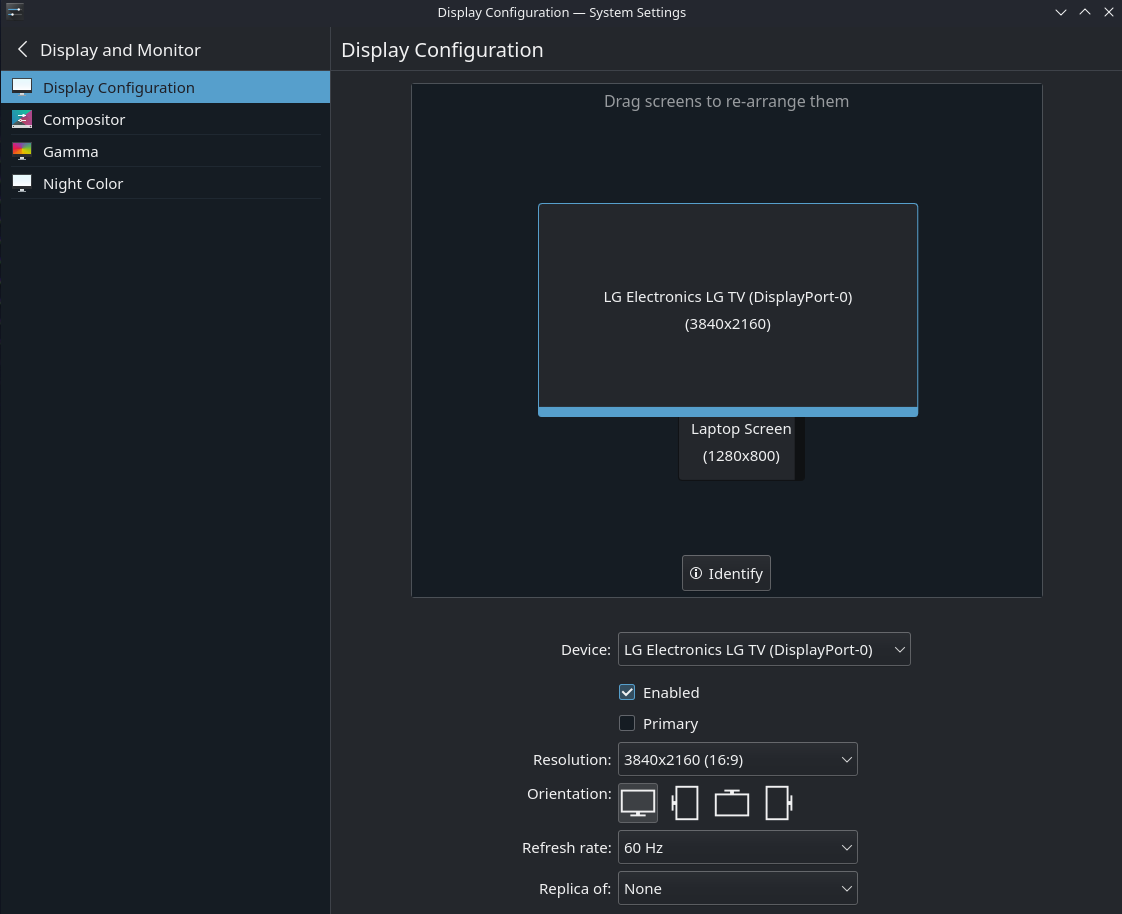 Display Configuration — System Settings
Display and Monitor
Display Configuration
Display Configuration
Compositor
Gamma
Night Color
Drag screens to re-arrange them
LG Electronics LG TV (DisplayPort-0)
(3840x2160)
Laptop Screen
(1280x800)
Identify
Device: LG Electronics LG TV (DisplayPort-0)
Enabled
Primary
Resolution: 3840x2160 (16:9)
Orientation:
Refresh rate: 60 Hz
Replica of: None